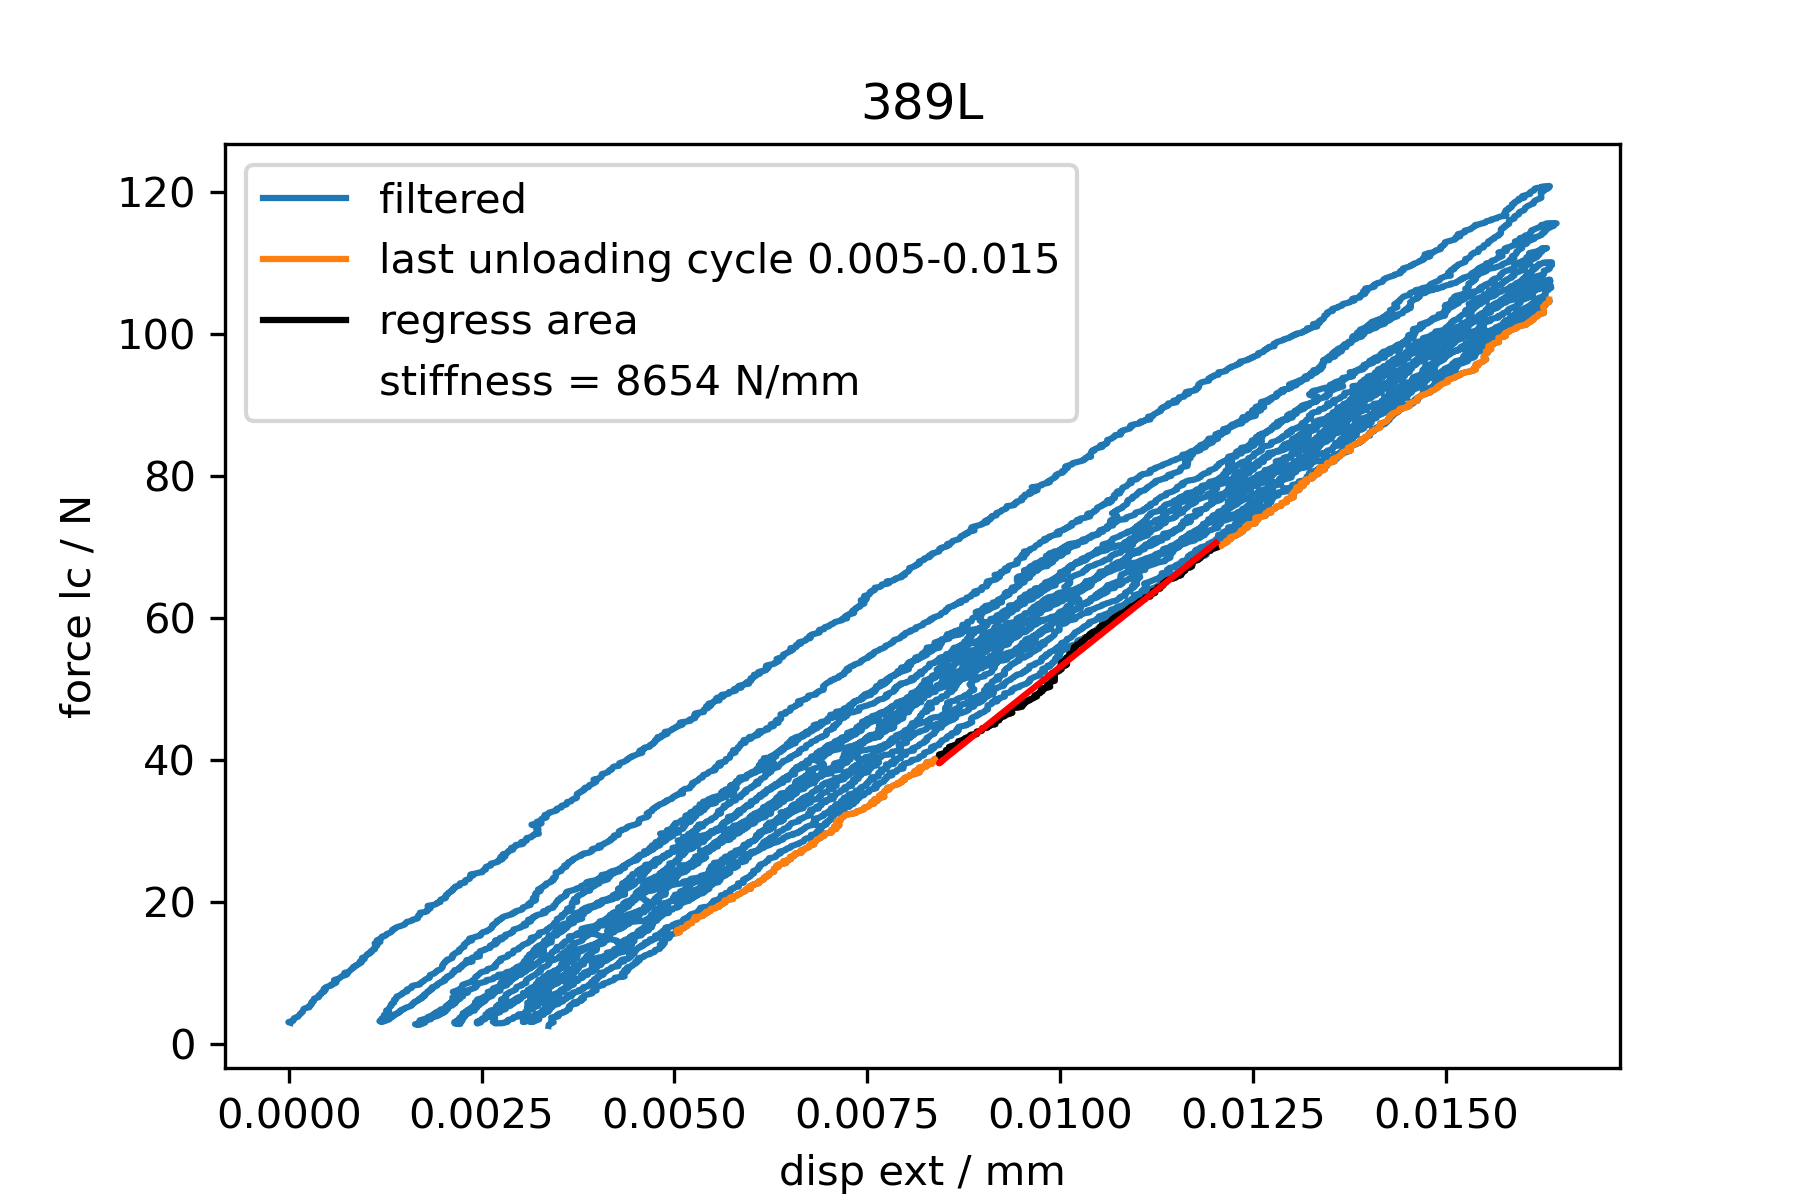 389L
filtered
last unloading cycle 0.005-0.015
regress area
stiffness = 8654 N/mm
120
100
80
60
40
20
0
force lc / N
0.0000 0.0025 0.0050 0.0075 0.0100 0.0125 0.0150
disp ext / mm